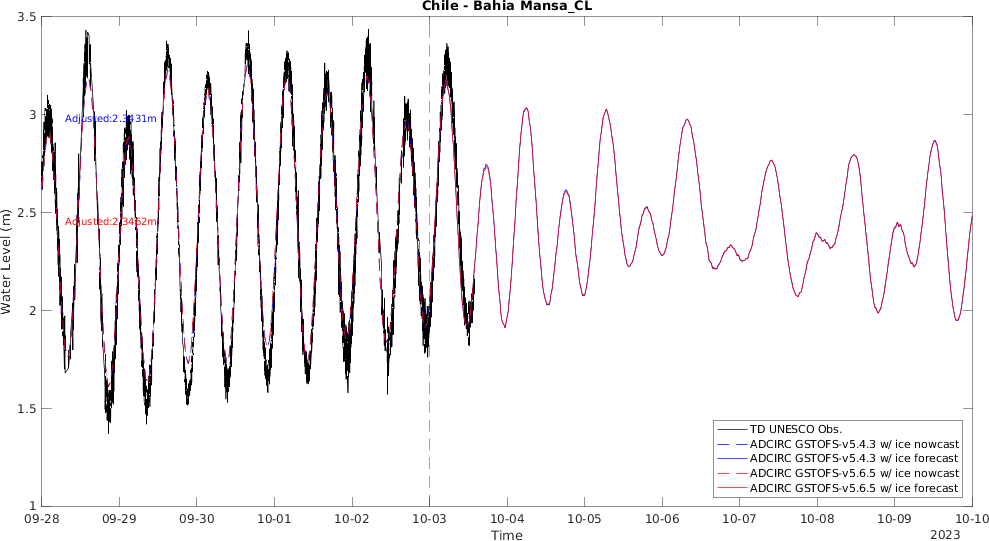 Chile - Bahia Mansa_CL
3.5
3
2.5
2
1.5
1
Water Level (m)
Adjusted:2.3431m
Adjusted:2.3462m
TD UNESCO Obs.
ADCIRC GSTOFS-v5.4.3 w/ ice nowcast
ADCIRC GSTOFS-v5.4.3 w/ ice forecast
ADCIRC GSTOFS-v5.6.5 w/ ice nowcast
ADCIRC GSTOFS-v5.6.5 w/ ice forecast
09-28 09-29 09-30 10-01 10-02 10-03 10-04 10-05 10-06 10-07 10-08 10-09 10-10
Time
2023